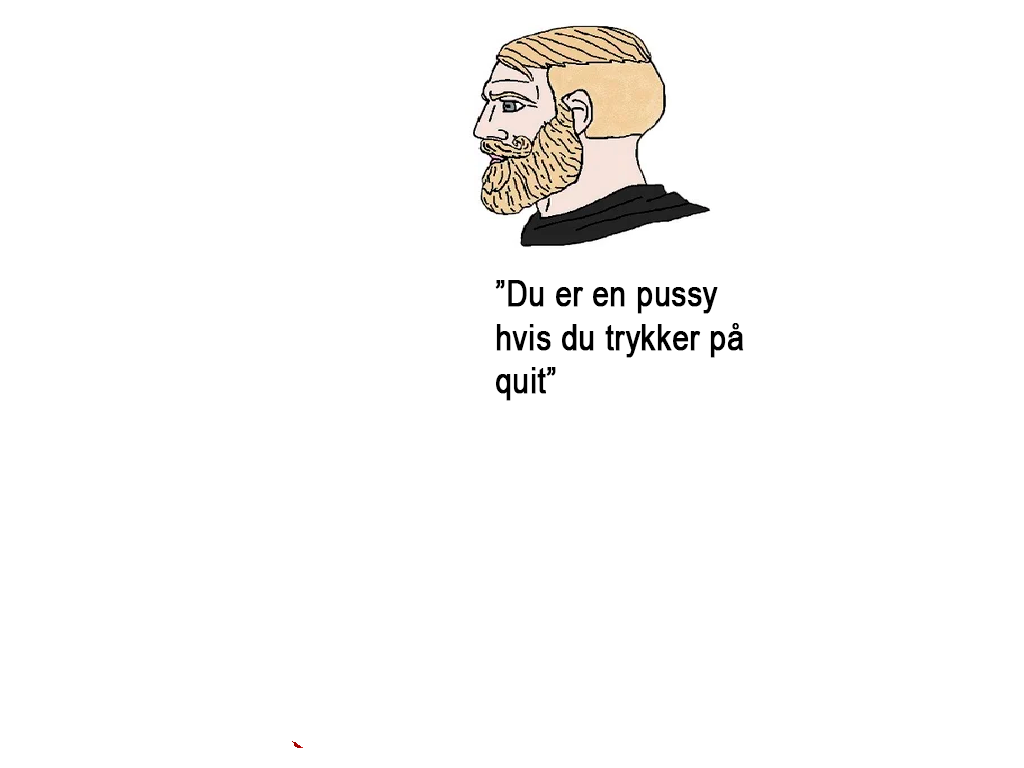 ”Du er en pussy
hvis du trykker på
quit”